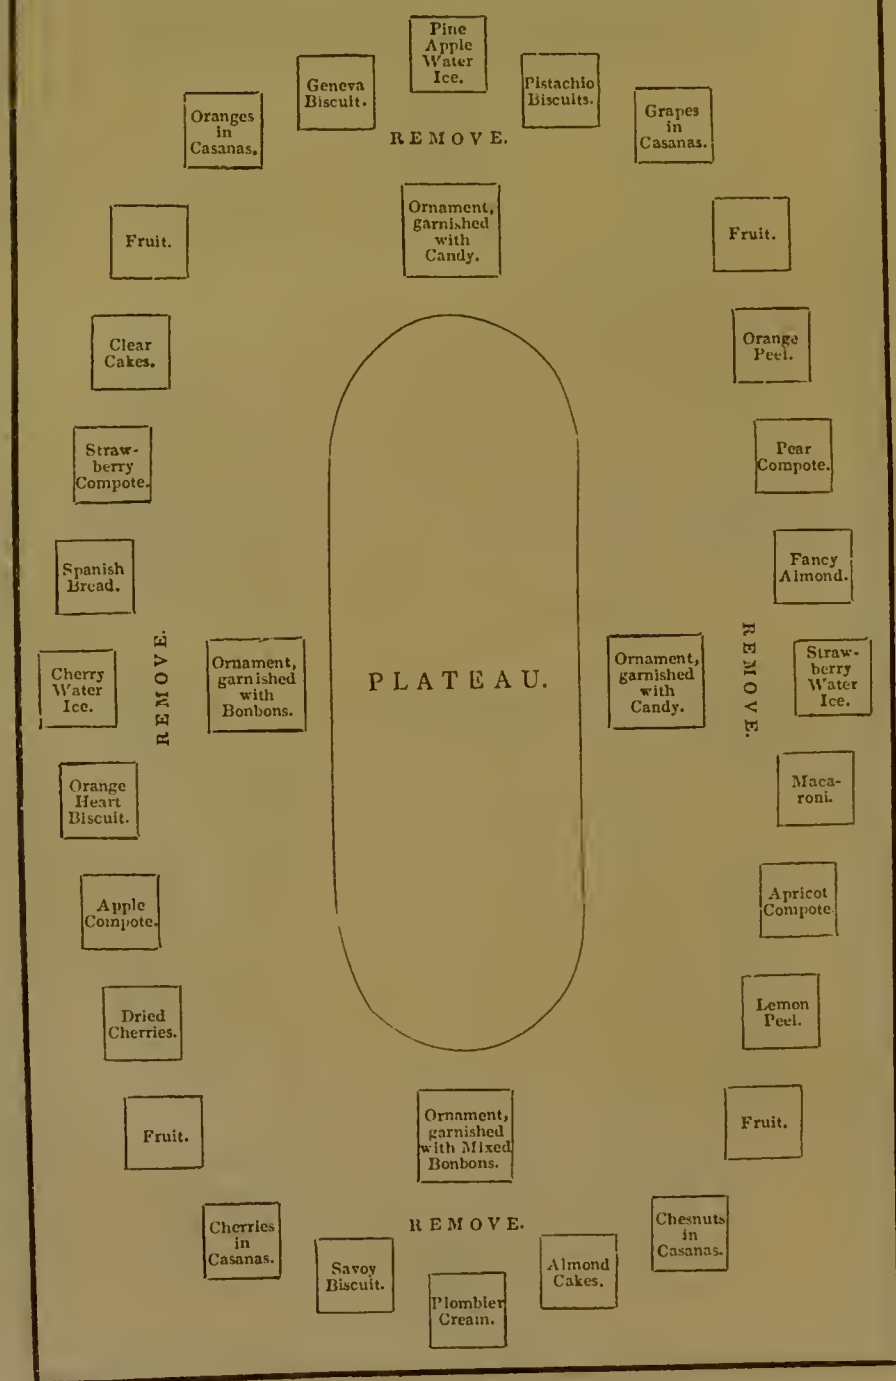 Pine
Apple
Water
Ice.
Geneva
Biscuit.
Pistachio
Biscuits.
Oranges
in
Casanas.
REMOVE.
Grapes
in
Casanas.
Ornament,
garnished
with
Candy.
Fruit.
Fruit.
Clear
Cakes.
Orange
Peel.
Straw-
berry
Compote.
Pear
Compote.
Spanish
Bread.
Fancy
Almond.
Cherry
Water
Ice.
REMOVE.
Ornament,
garnished
with
Bonbons.
PLATEAU.
Ornament,
garnished
with
Candy.
REMOVE.
Straw-
berry
Water
Ice.
Orange
Heart
Biscuit.
Maca-
roni.
Apple
Compote.
Apricot
Compote
Dried
Cherries.
Lemon
Peel.
Fruit.
Ornament,
garnished
with Mixed
Bonbons.
Fruit.
Cherries
in
Casanas.
REMOVE.
Chesnuts
in
Casanas.
Savoy
Biscuit.
Almond
Cakes.
Plombier
Cream.